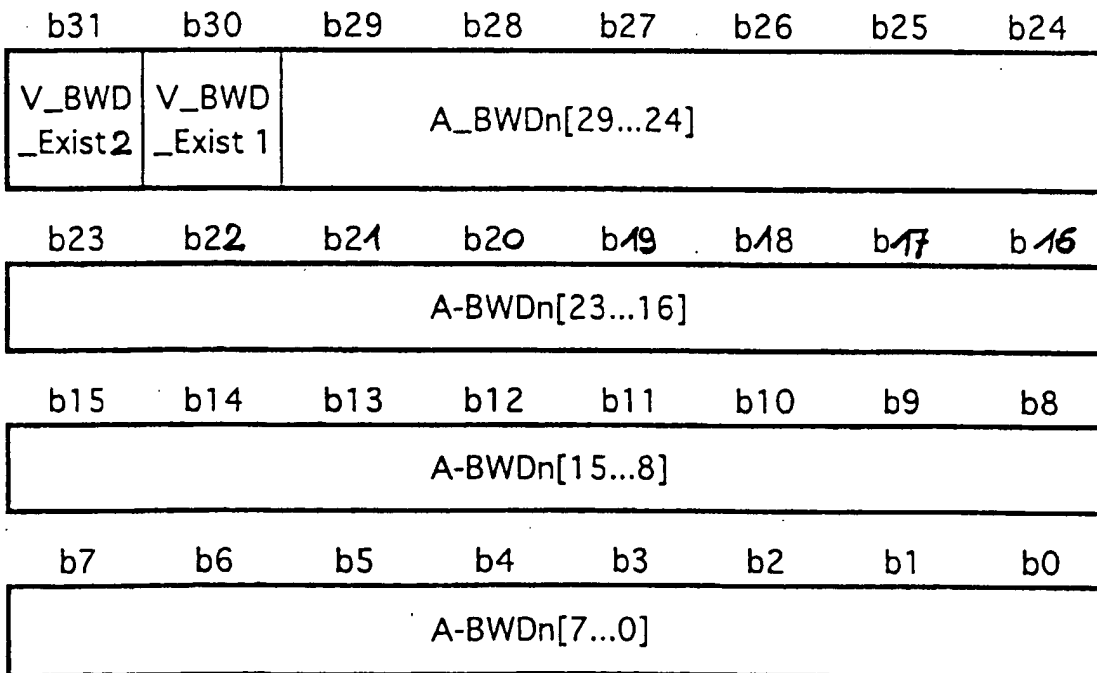 b31 b30 b29 b28 b27 b26 b25 b24
V_BWD V_BWD
_Exist2 _Exist 1 A_BWDn[29...24]
b23 b22 b21 b20 b19 b18 b17 b16
A-BWDn[23...16]
b15 b14 b13 b12 b11 b10 b9 b8
A-BWDn[15...8]
b7 b6 b5 b4 b3 b2 b1 b0
A-BWDn[7...0]